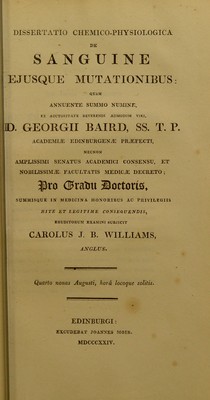 DISSERTATIO CHEMICO-PHYSIOLOGICA
DE
SANGUINE
EJUSQUE MUTATIONIBUS:
QUAM
ANNUENTE SUMMO NUMINE,
EX AUCTORITATE REVERENDI ADMODUM VIRI,
D. GEORGII BAIRD, SS. T. P.
ACADEMIÆ EDINBURGENÆ PRÆFECTI;
NECNON
AMPLISSIMI SENATUS ACADEMICI CONSENSU, ET
NOBILISSIMÆ FACULTATIS MEDICÆ DECRETO;
Pro Gradu Doctoris,
SUMMISQUE IN MEDICINA HONORIBUS AC PRIVILEGIIS
RITE ET LEGITIME CONSEQUENDIS,
ERUDITORUM EXAMINI SUBJICIT
CAROLUS J. B. WILLIAMS,
ANGLUS.
Quarto nonas Augusti, horâ locoque solitis.
EDINBURGI:
EXCUDEBAT JOANNES
MDCCCXXIV.